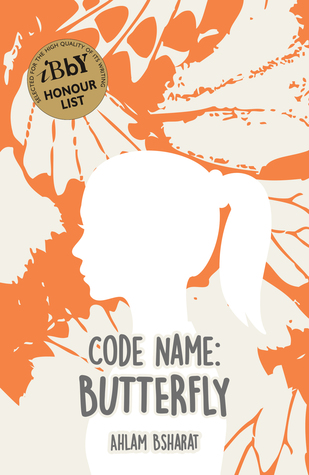 SELECTED FOR THE HIGH QUALITY OF ITS WRITING
iBbY
HONOUR
LIST
CODE NAME:
BUTTERFLY
AHLAM BSHARAT